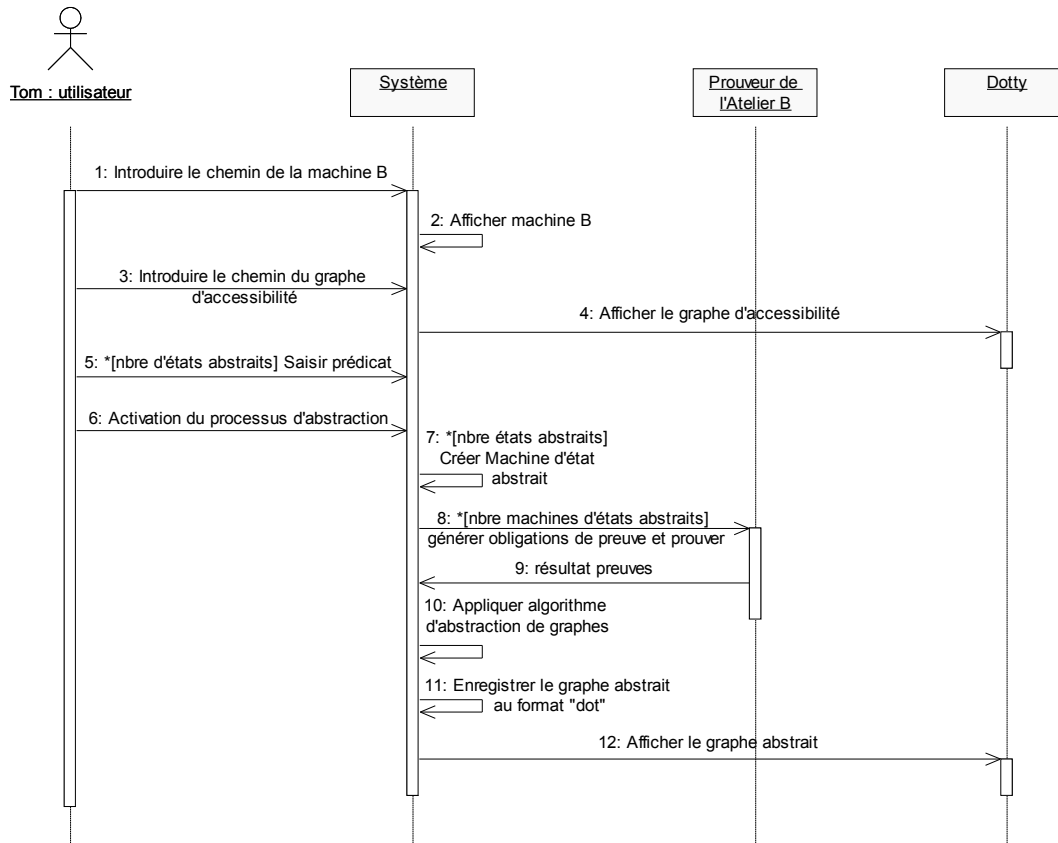 Tom : utilisateur
Système
Prouveur de
l'Atelier B
Dotty
1: Introduire le chemin de la machine B
2: Afficher machine B
3: Introduire le chemin du graphe
d'accessibilité
4: Afficher le graphe d'accessibilité
5: *[nbre d'états abstraits] Saisir prédicat
6: Activation du processus d'abstraction
7: *[nbre états abstraits]
Créer Machine d'état
abstrait
8: *[nbre machines d'états abstraits]
générer obligations de preuve et prouver
9: résultat preuves
10: Appliquer algorithme
d'abstraction de graphes
11: Enregistrer le graphe abstrait
au format "dot"
12: Afficher le graphe abstrait